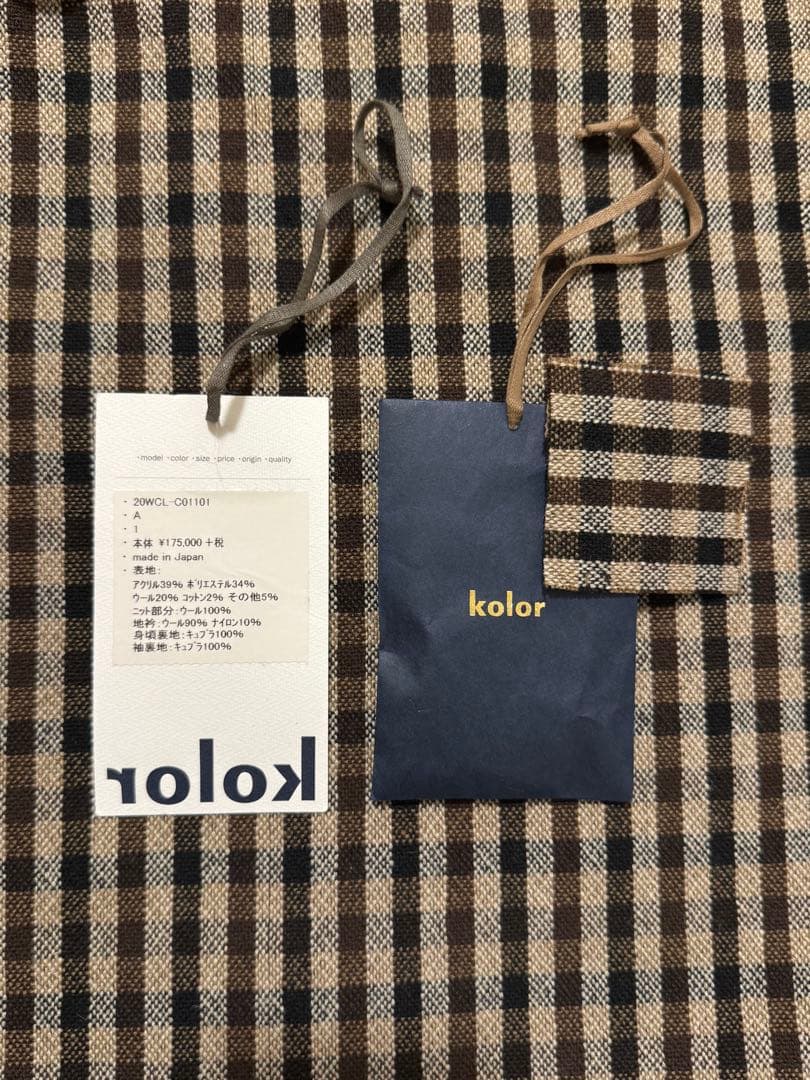 ・model ・color ・size ・price ・origin ・quality
・ 20WCL-C01101
・ A
・ 1
・ 本体 ¥175,000 +税
・ made in Japan
・ 表地:
アクリル39% ポリエステル34%
ウール20% コットン2% その他5%
ニット部分:ウール100%
地衿:ウール90% ナイロン10%
身頃裏地:キュプラ100%
袖裏地:キュプラ100%
kolor
kolor